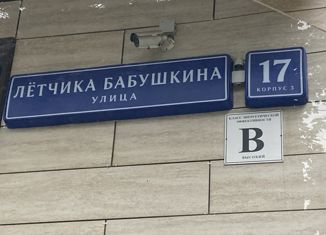 ЛЁТЧИКА БАБУШКИНА
УЛИЦА
17
КОРПУС 3
КЛАСС ЭНЕРГЕТИЧЕСКОЙ
ЭФФЕКТИВНОСТИ
B
ВЫСОКИЙ